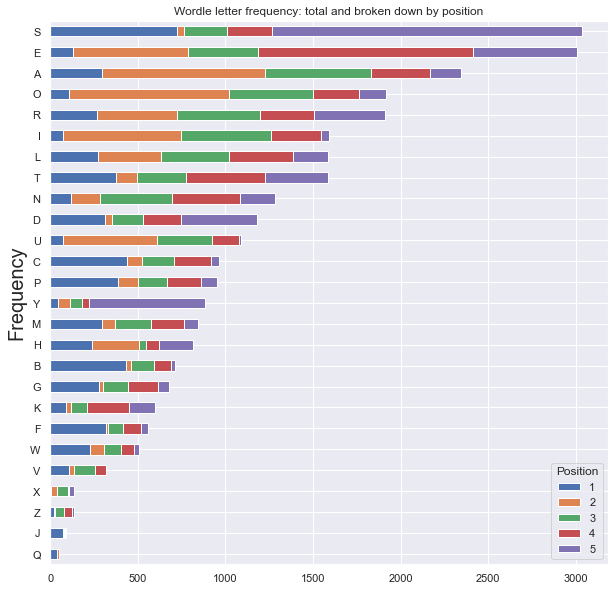 Wordle letter frequency: total and broken down by position
Frequency
S
E
A
O
R
I
L
T
N
D
U
C
P
Y
M
H
B
G
K
F
W
V
X
Z
J
Q
0 500 1000 1500 2000 2500 3000
Position
1
2
3
4
5